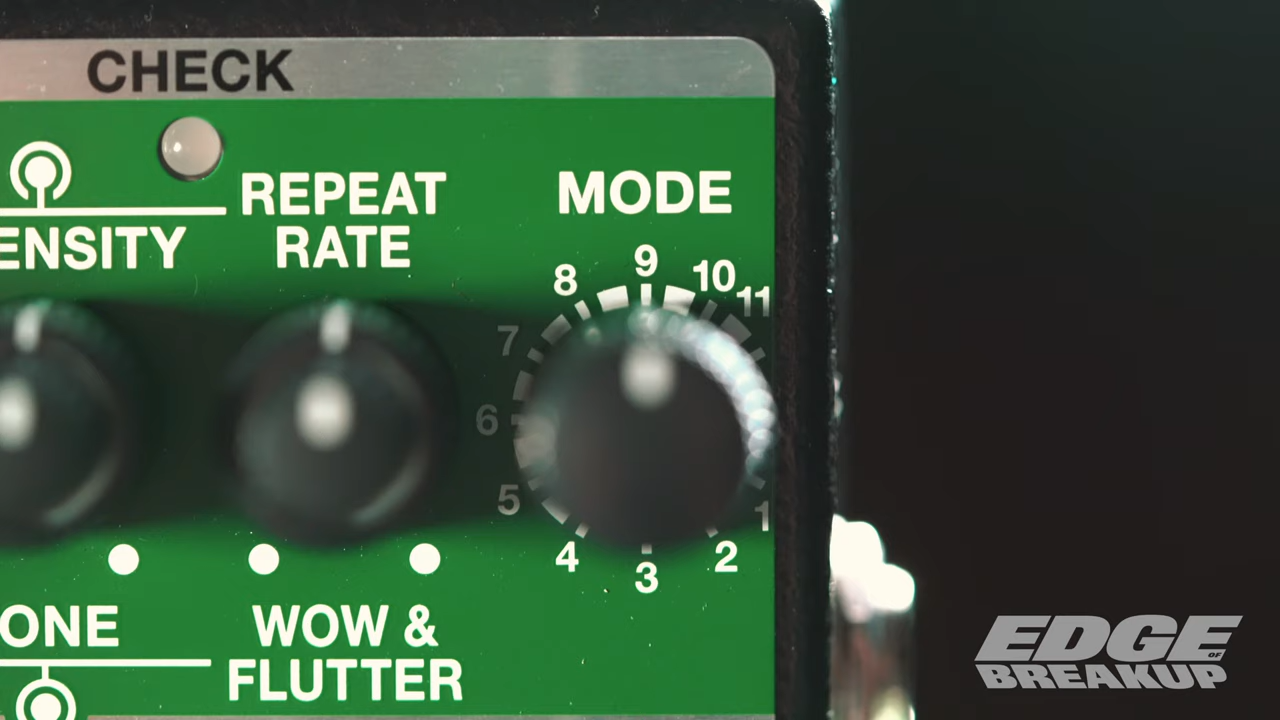 CHECK
REPEAT
RATE
ENSITY
MODE
8
9
10
11
7
6
5
1
4
3
2
ONE
WOW &
FLUTTER
EDGE
OF
BREAKUP